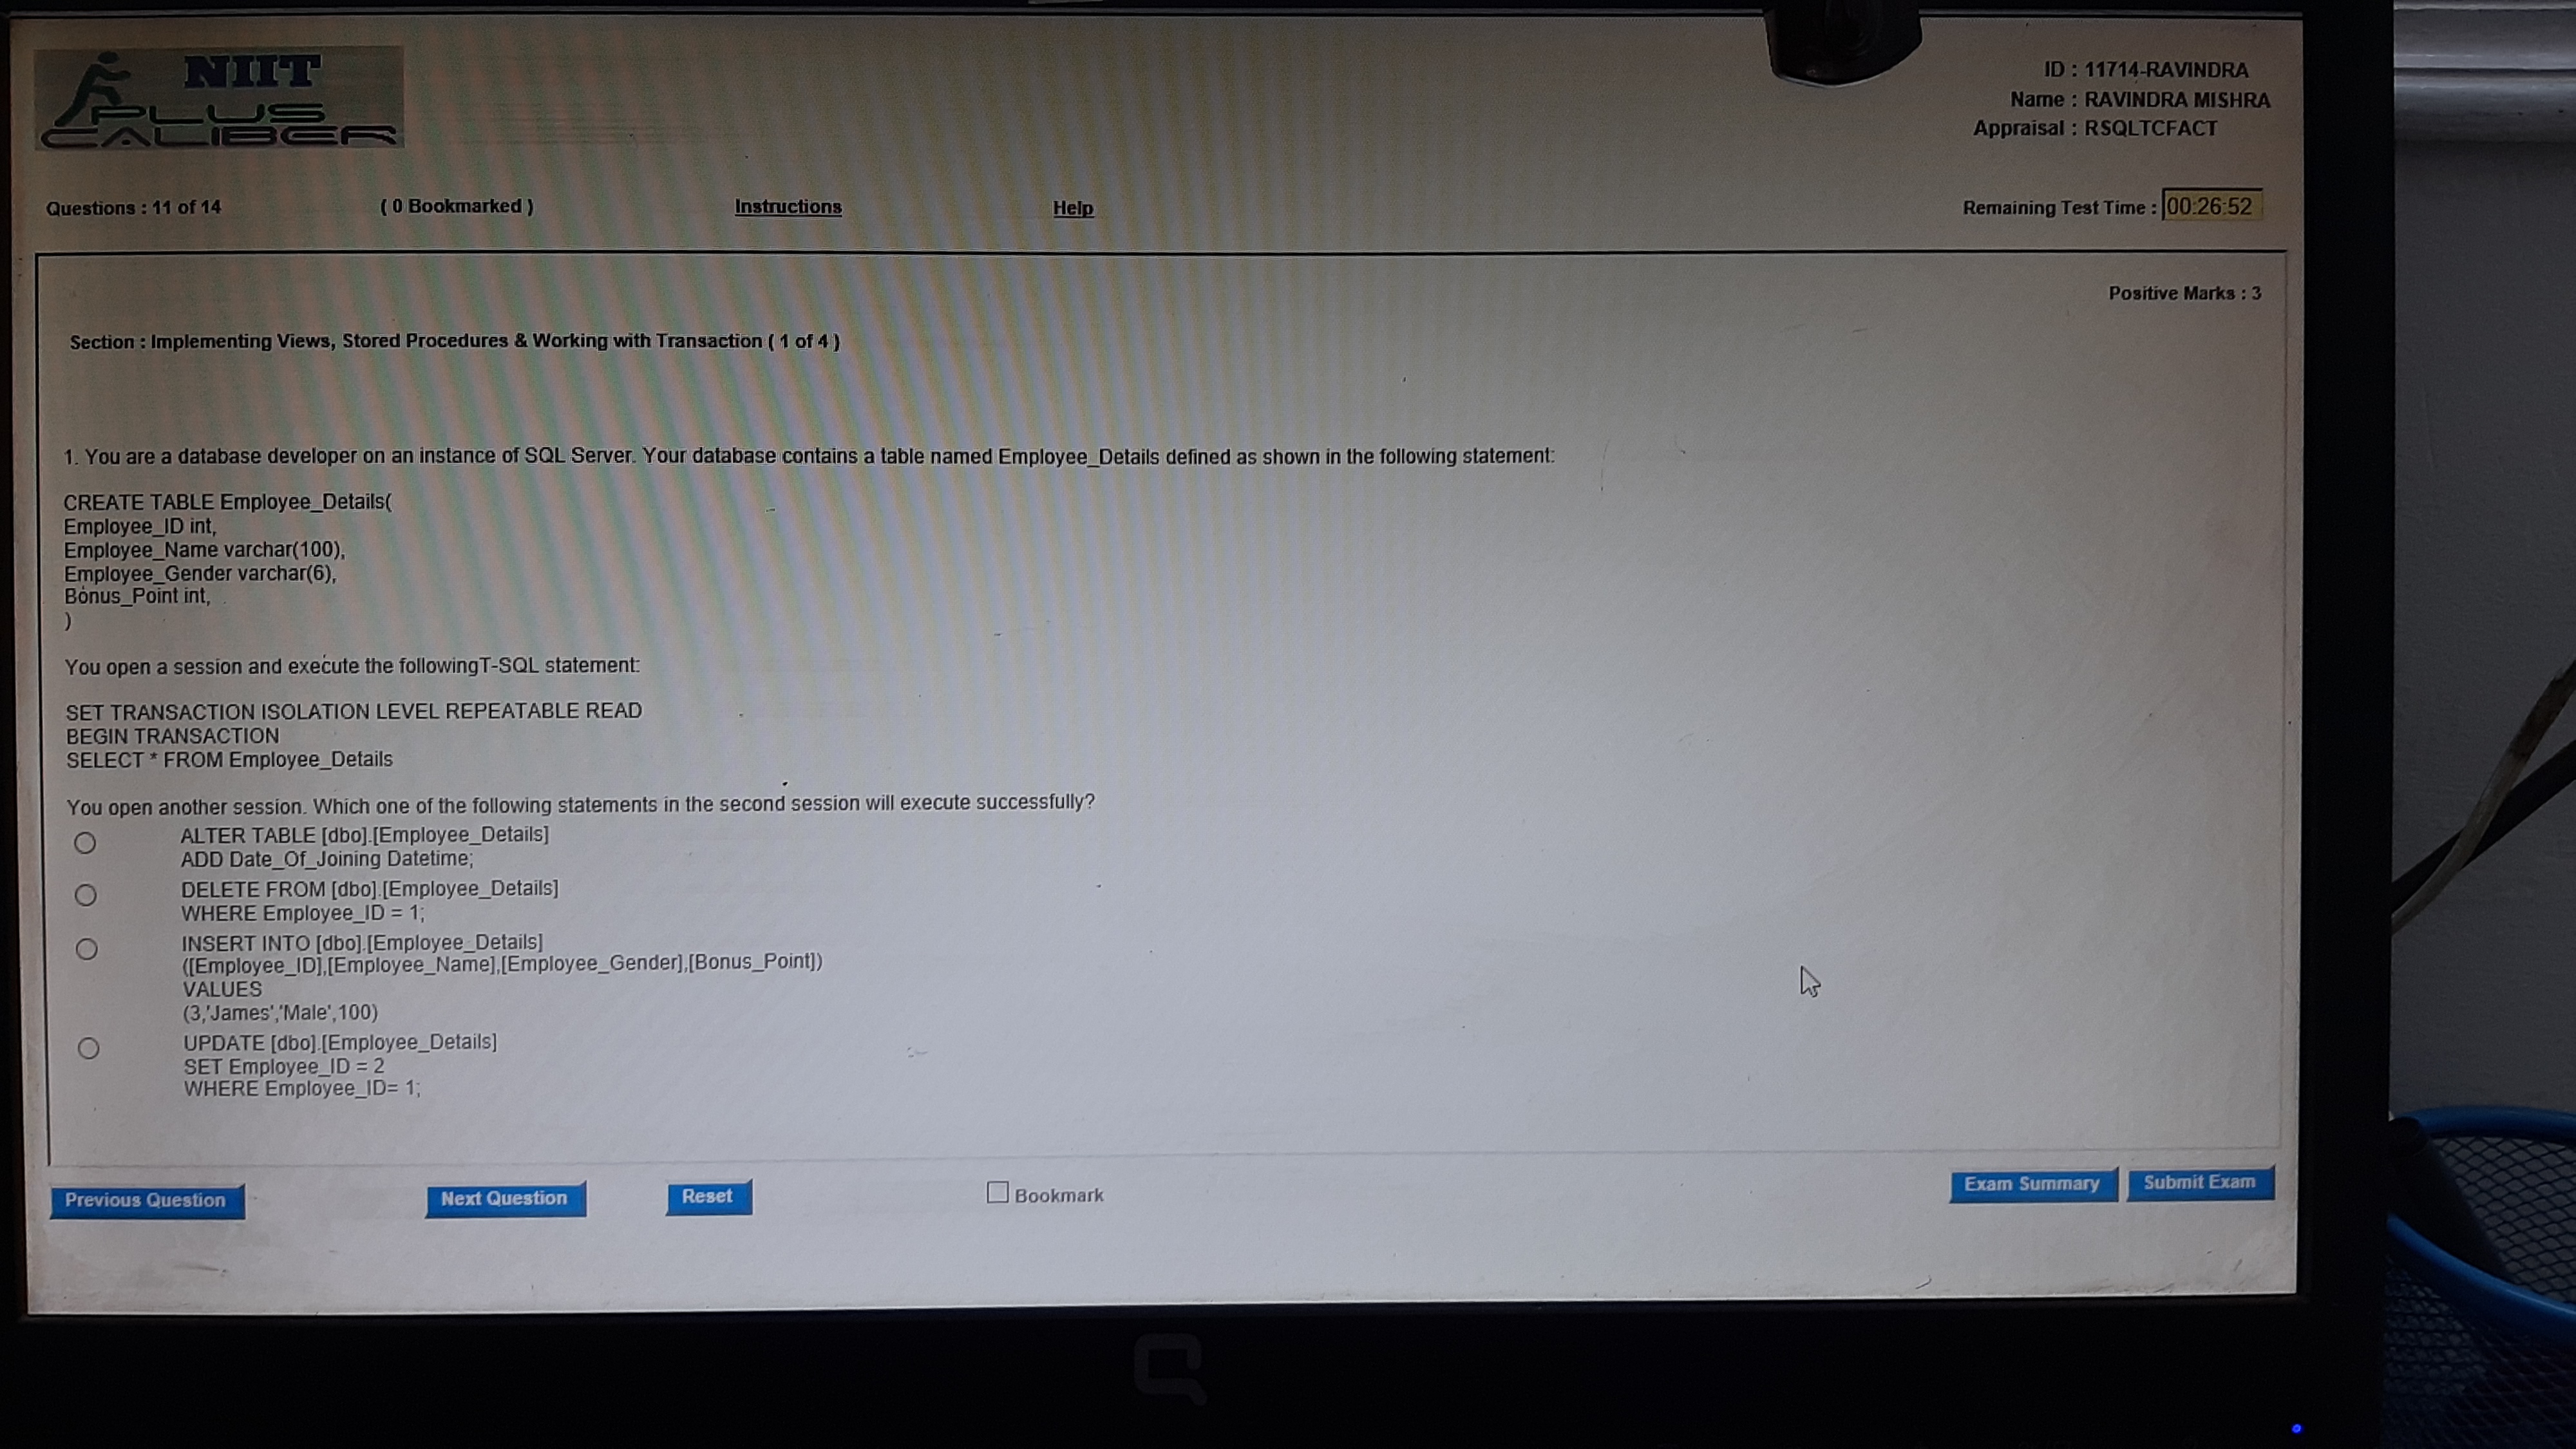 NIIT
PLUS
CALIBER
ID : 11714-RAVINDRA
Name : RAVINDRA MISHRA
Appraisal : RSQLTCFACT
Questions : 11 of 14 ( 0 Bookmarked ) Instructions Help Remaining Test Time : 00:26:52
Positive Marks : 3
Section : Implementing Views, Stored Procedures & Working with Transaction ( 1 of 4 )
1. You are a database developer on an instance of SQL Server. Your database contains a table named Employee_Details defined as shown in the following statement:
CREATE TABLE Employee_Details(
Employee_ID int,
Employee_Name varchar(100),
Employee_Gender varchar(6),
Bonus_Point int,
)
You open a session and execute the followingT-SQL statement:
SET TRANSACTION ISOLATION LEVEL REPEATABLE READ
BEGIN TRANSACTION
SELECT * FROM Employee_Details
You open another session. Which one of the following statements in the second session will execute successfully?
ALTER TABLE [dbo].[Employee_Details]
ADD Date_Of_Joining Datetime;
DELETE FROM [dbo].[Employee_Details]
WHERE Employee_ID = 1;
INSERT INTO [dbo].[Employee_Details]
([Employee_ID],[Employee_Name],[Employee_Gender],[Bonus_Point])
VALUES
(3,'James','Male',100)
UPDATE [dbo].[Employee_Details]
SET Employee_ID = 2
WHERE Employee_ID= 1;
Previous Question Next Question Reset Bookmark Exam Summary Submit Exam